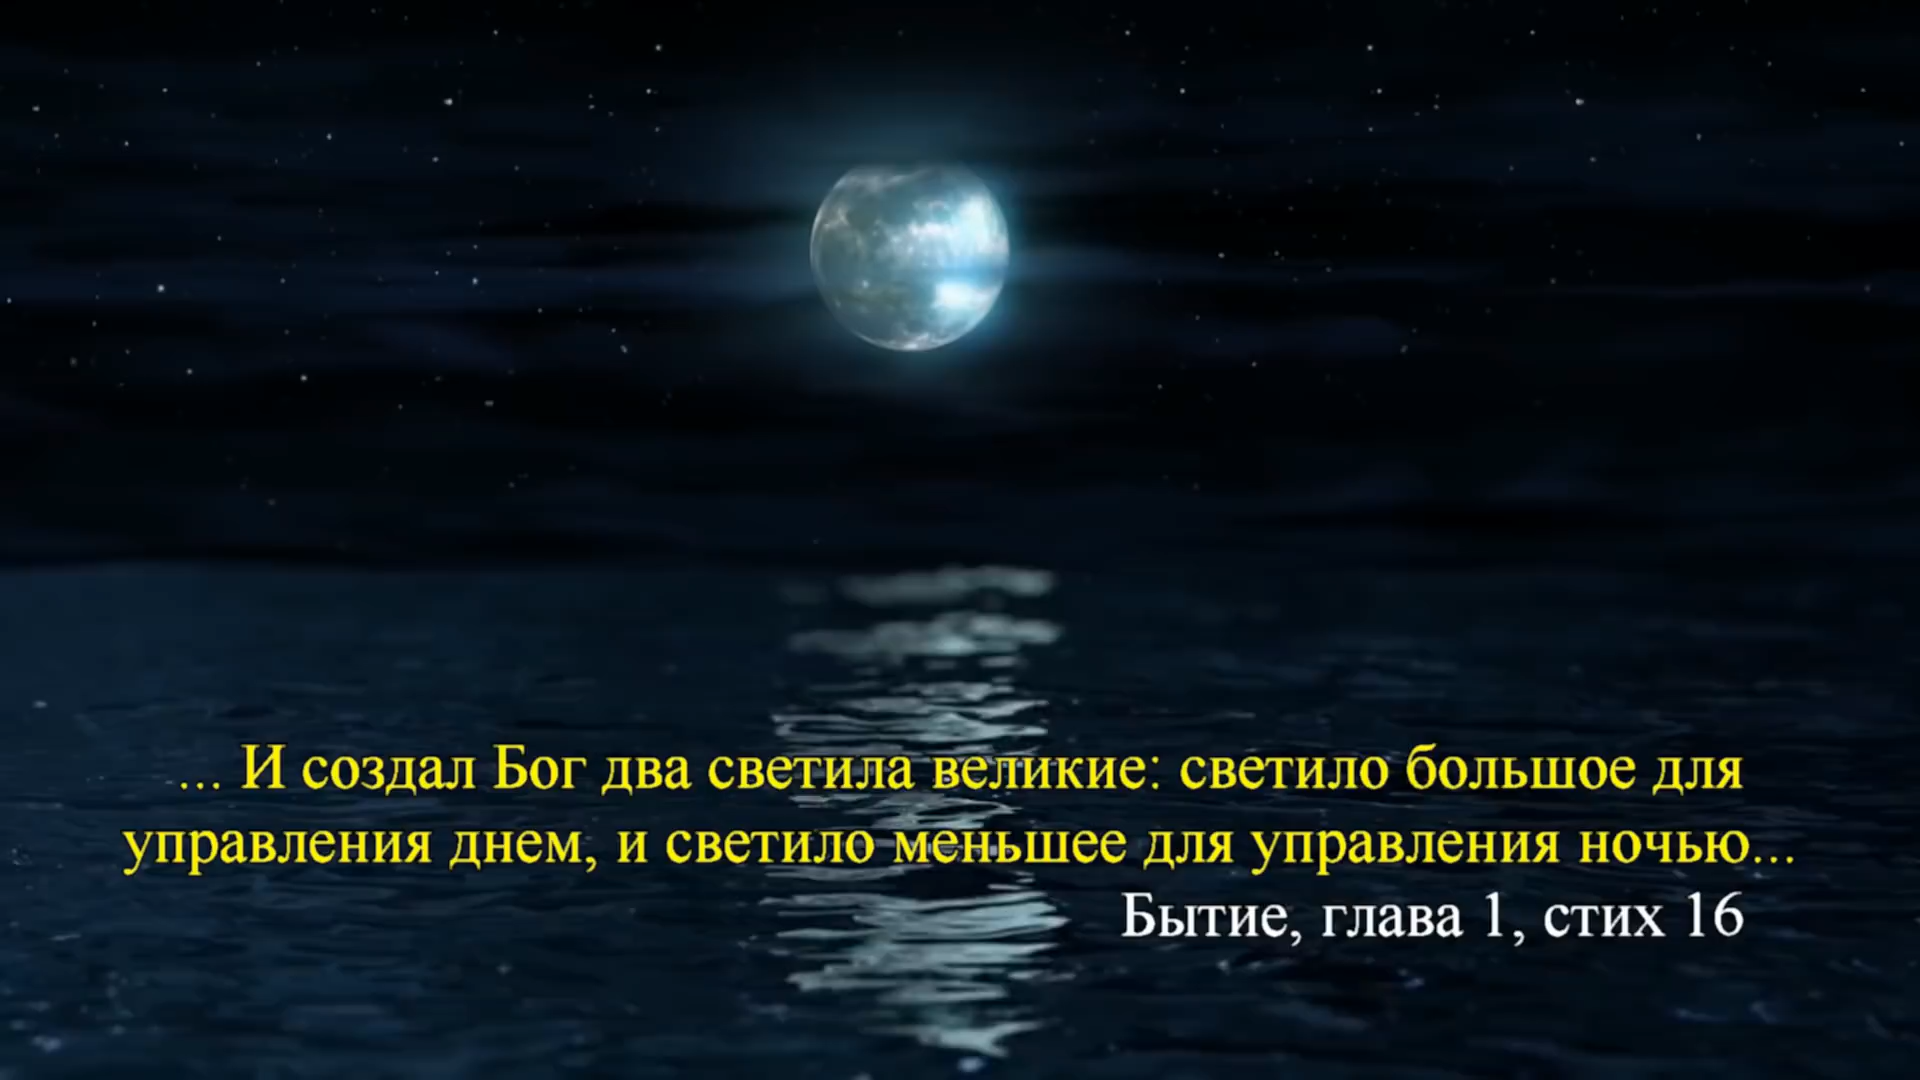 ... И создал Бог два светила великие: светило большое для
управления днем, и светило меньшее для управления ночью...
Бытие, глава 1, стих 16